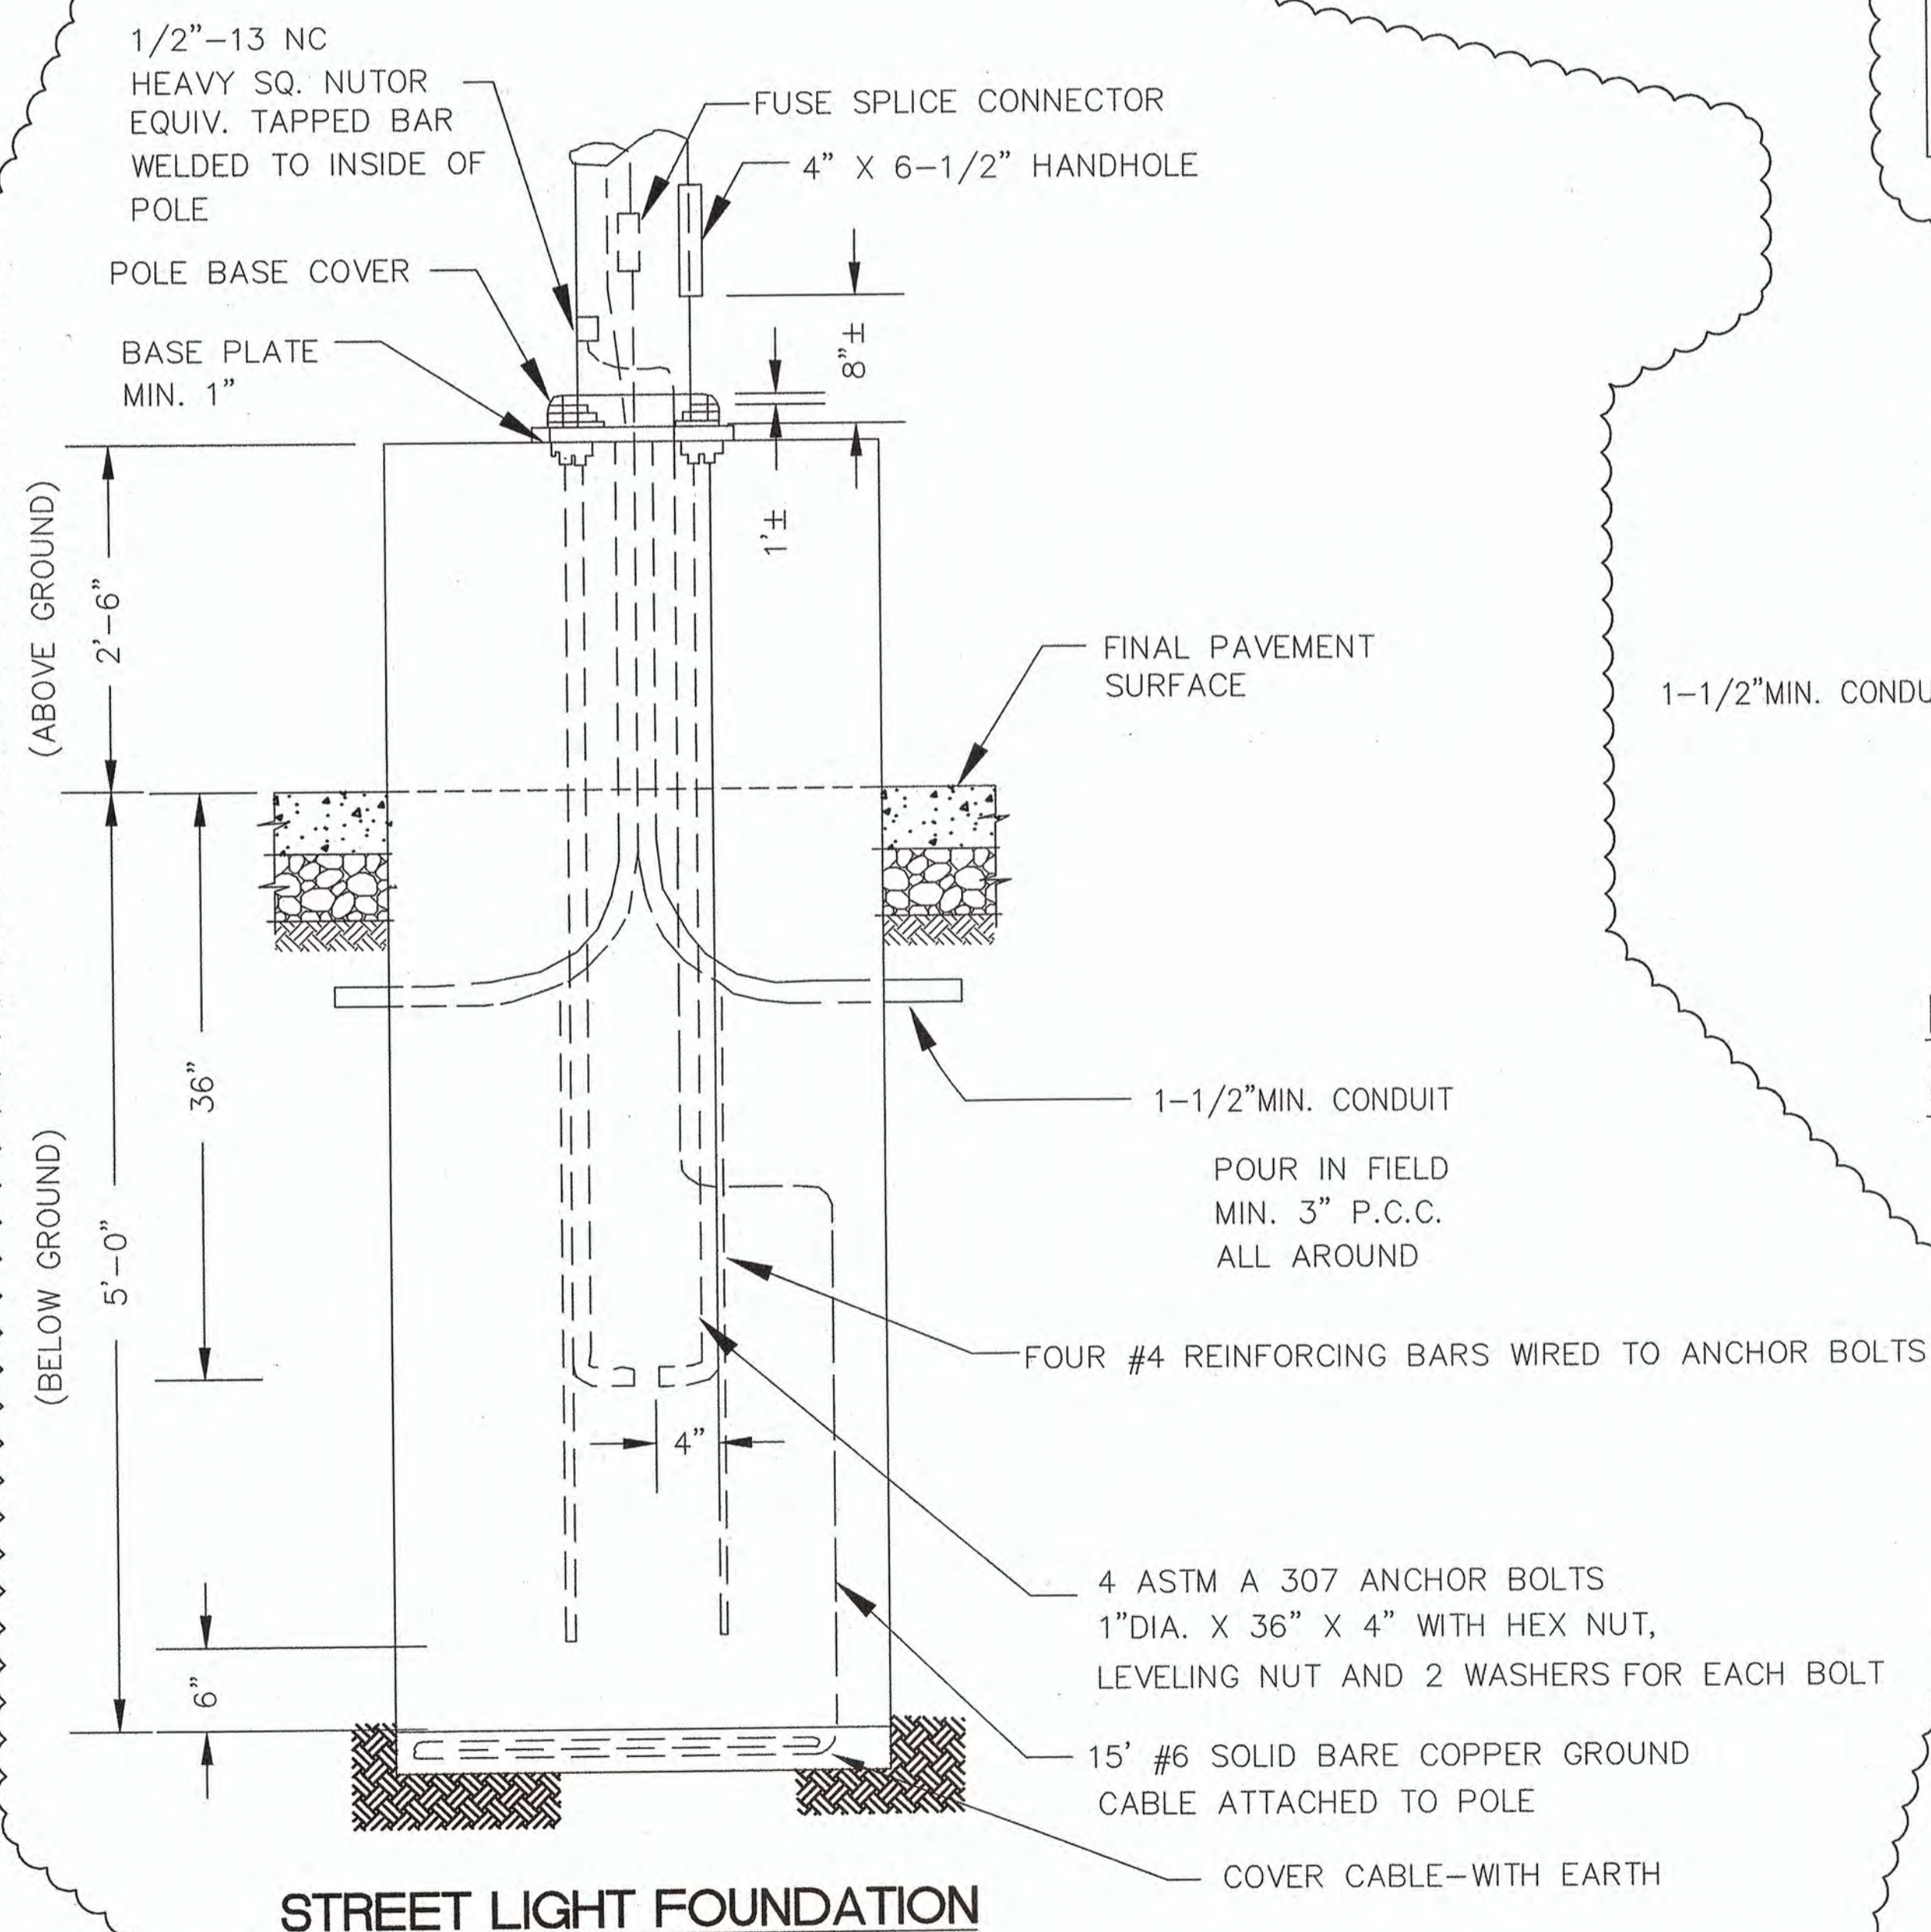 1/2"-13 NC
HEAVY SQ. NUTOR
EQUIV. TAPPED BAR
WELDED TO INSIDE OF
POLE
FUSE SPLICE CONNECTOR
4" X 6-1/2" HANDHOLE
POLE BASE COVER
BASE PLATE
MIN. 1"
8"±
1'±
(ABOVE GROUND)
2'-6"
FINAL PAVEMENT
SURFACE
1-1/2"MIN. CONDU
36"
(BELOW GROUND)
5'-0"
1-1/2"MIN. CONDUIT
POUR IN FIELD
MIN. 3" P.C.C.
ALL AROUND
FOUR #4 REINFORCING BARS WIRED TO ANCHOR BOLTS
4"
4 ASTM A 307 ANCHOR BOLTS
1"DIA. X 36" X 4" WITH HEX NUT,
LEVELING NUT AND 2 WASHERS FOR EACH BOLT
6"
15' #6 SOLID BARE COPPER GROUND
CABLE ATTACHED TO POLE
COVER CABLE-WITH EARTH
STREET LIGHT FOUNDATION